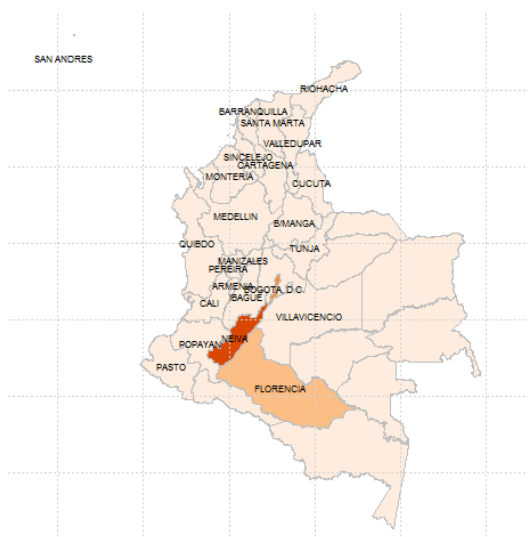 SAN ANDRES
RIOHACHA
BARRANQUILLA
SANTA MARTA
VALLEDUPAR
SINCELEJO
CARTAGENA
MONTERIA
CUCUTA
MEDELLIN
B/MANGA
QUIBDO
TUNJA
MANIZALES
PEREIRA
ARMENIA
BOGOTA, D.C.
IBAGUE
CALI
VILLAVICENCIO
NEIVA
POPAYAN
PASTO
FLORENCIA